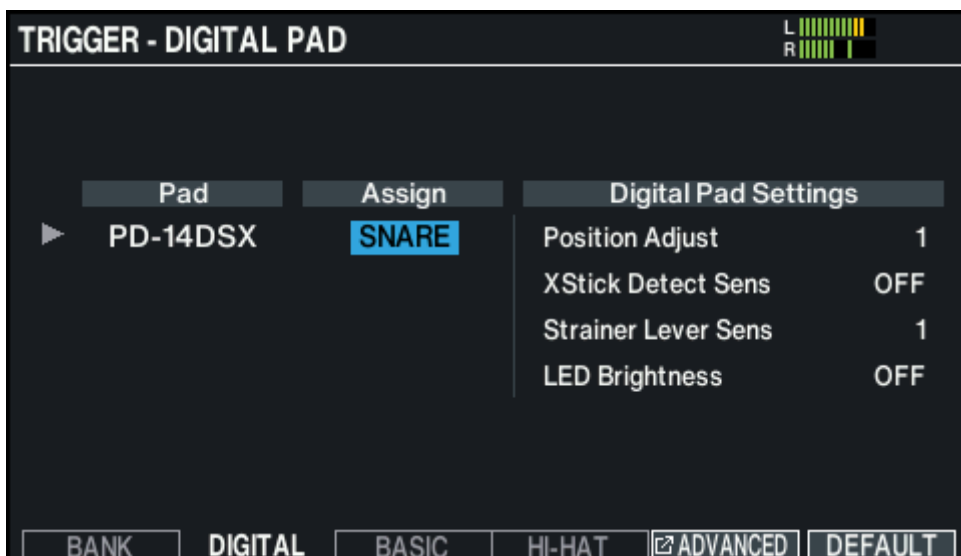 TRIGGER - DIGITAL PAD
L
R
Pad Assign Digital Pad Settings
PD-14DSX SNARE Position Adjust 1
XStick Detect Sens OFF
Strainer Lever Sens 1
LED Brightness OFF
BANK DIGITAL BASIC HI-HAT ADVANCED DEFAULT